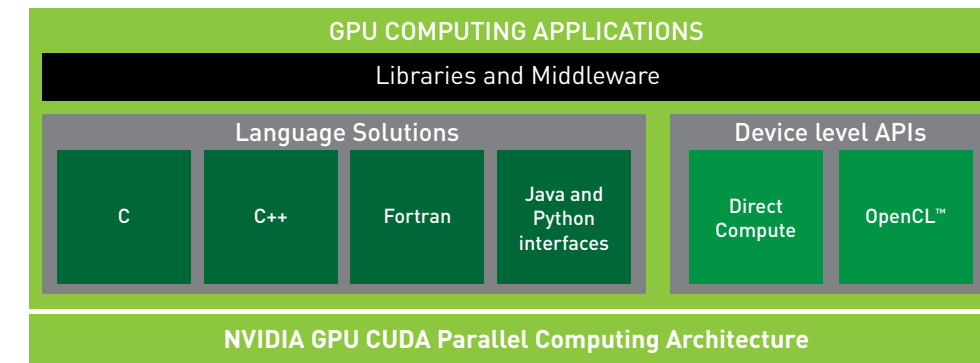 GPU COMPUTING APPLICATIONS
Libraries and Middleware
Language Solutions
C
C++
Fortran
Java and
Python
interfaces
Device level APIs
Direct
Compute
OpenCL™
NVIDIA GPU CUDA Parallel Computing Architecture